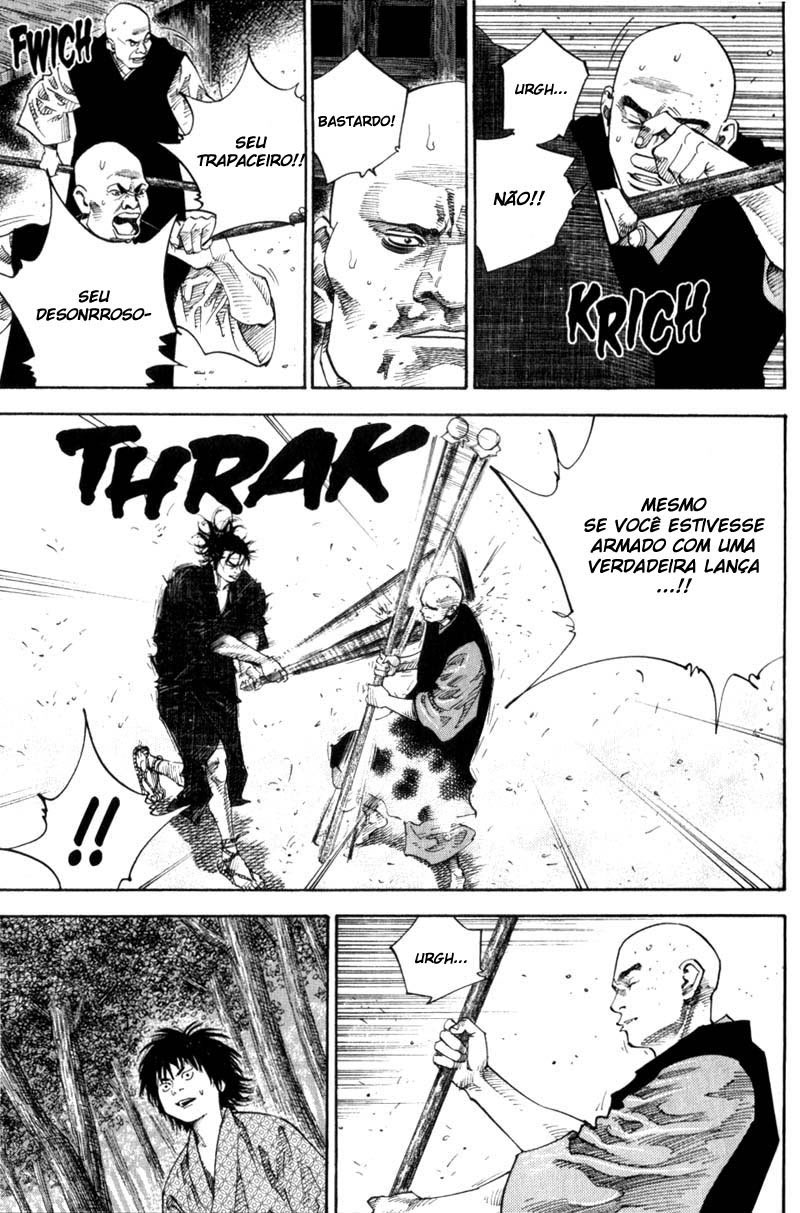 URGH...
NÃO!!
KRICH
BASTARDO!
FWICH
SEU
TRAPACEIRO!!
SEU
DESONRROSO-
THRAK
MESMO
SE VOCÊ ESTIVESSE
ARMADO COM UMA
VERDADEIRA LANÇA
...!!
!!
URGH...